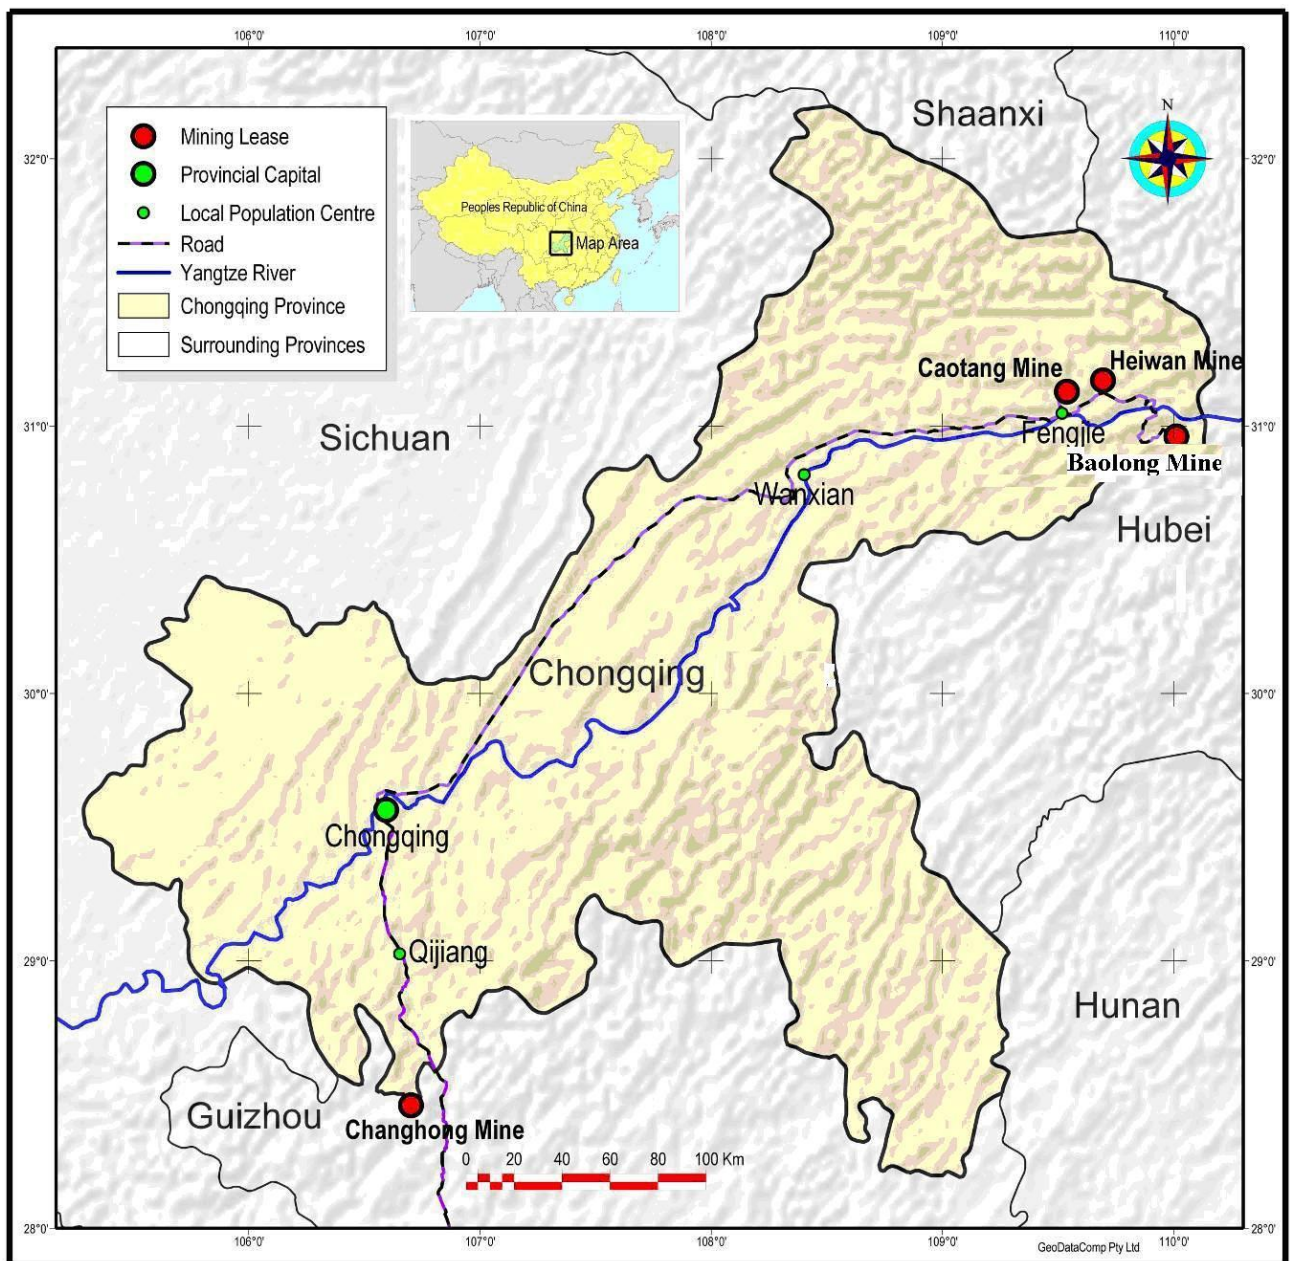 106°0' 107°0' 108°0' 109°0' 110°0'
Shaanxi
N
Mining Lease
Provincial Capital
Local Population Centre
Road
Yangtze River
Chongqing Province
Surrounding Provinces
Peoples Republic of China
Map Area
32°0' 32°0'
Caotang Mine
Heiwan Mine
31°0' 31°0'
Sichuan
Fengjie
Baolong Mine
Wanxian
Hubei
Chongqing
30°0' 30°0'
Chongqing
Qijiang
29°0' 29°0'
Hunan
Guizhou
Changhong Mine
0 20 40 60 80 100 Km
28°0' 28°0'
106°0' 107°0' 108°0' 109°0' 110°0'
GeoDataComp Pty Ltd